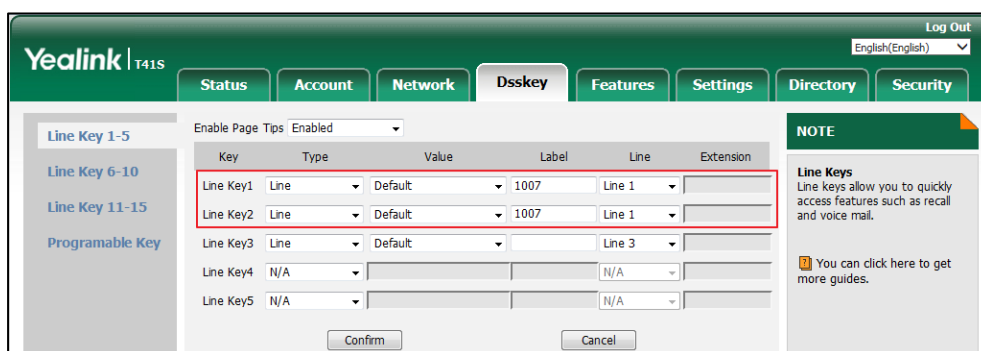 Log Out
Yealink T41S
English(English)
Status Account Network Dsskey Features Settings Directory Security
Line Key 1-5
Line Key 6-10
Line Key 11-15
Programable Key
Enable Page Tips Enabled
Key Type Value Label Line Extension
Line Key1 Line Default 1007 Line 1
Line Key2 Line Default 1007 Line 1
Line Key3 Line Default Line 3
Line Key4 N/A N/A
Line Key5 N/A N/A
Confirm Cancel
NOTE
Line Keys
Line keys allow you to quickly
access features such as recall
and voice mail.
? You can click here to get
more guides.